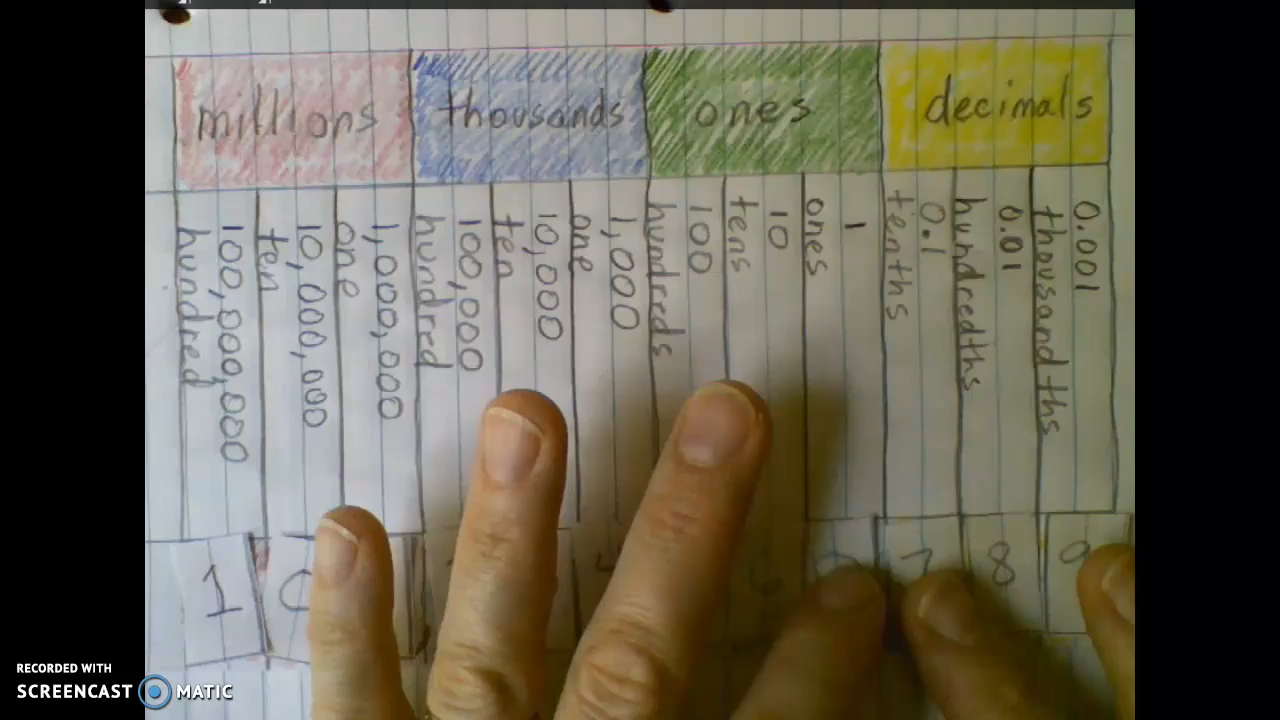 millions thousands ones decimals
hundred
100,000,000
ten
10,000,000
one
1,000,000
hundred
100,000
ten
10,000
one
1,000
hundreds
100
tens
10
ones
1
tenths
0.1
hundredths
0.01
thousandths
0.001
1 7 8
RECORDED WITH
SCREENCAST MATIC